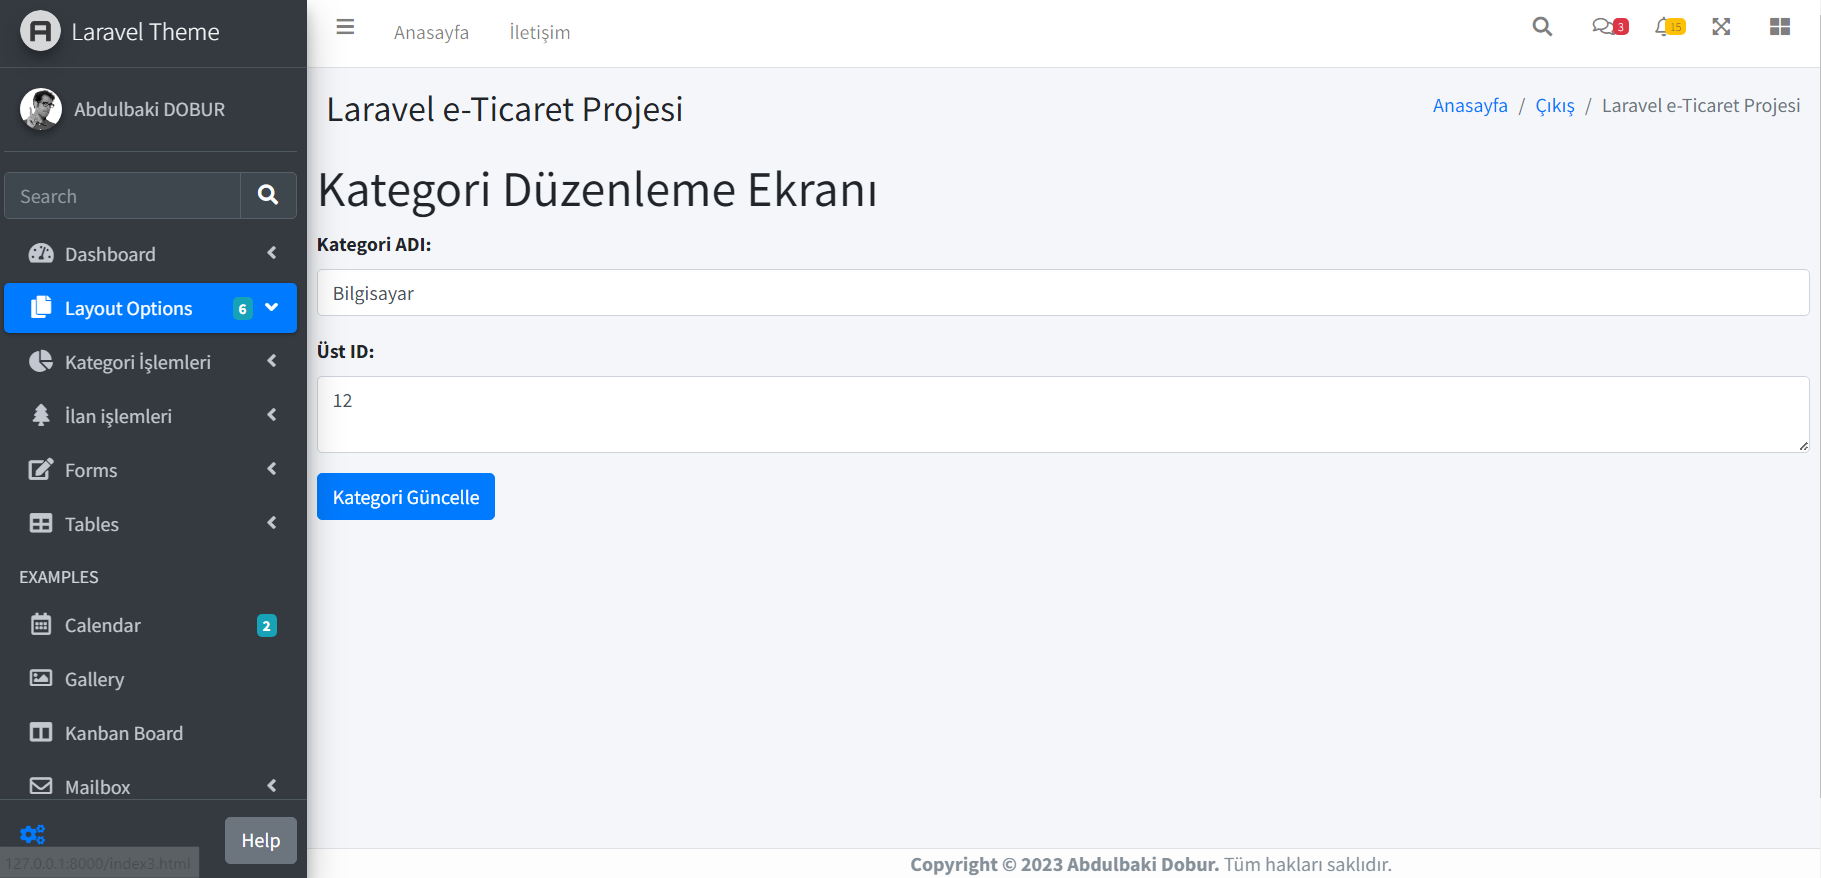 Laravel Theme
Anasayfa
İletişim
3
15
Abdulbaki DOBUR
Search
Dashboard
Layout Options 6
Kategori İşlemleri
İlan işlemleri
Forms
Tables
EXAMPLES
Calendar 2
Gallery
Kanban Board
Mailbox
Help
127.0.0.1:8000/index3.html
Laravel e-Ticaret Projesi
Anasayfa / Çıkış / Laravel e-Ticaret Projesi
Kategori Düzenleme Ekranı
Kategori ADI:
Bilgisayar
Üst ID:
12
Kategori Güncelle
Copyright © 2023 Abdulbaki Dobur. Tüm hakları saklıdır.